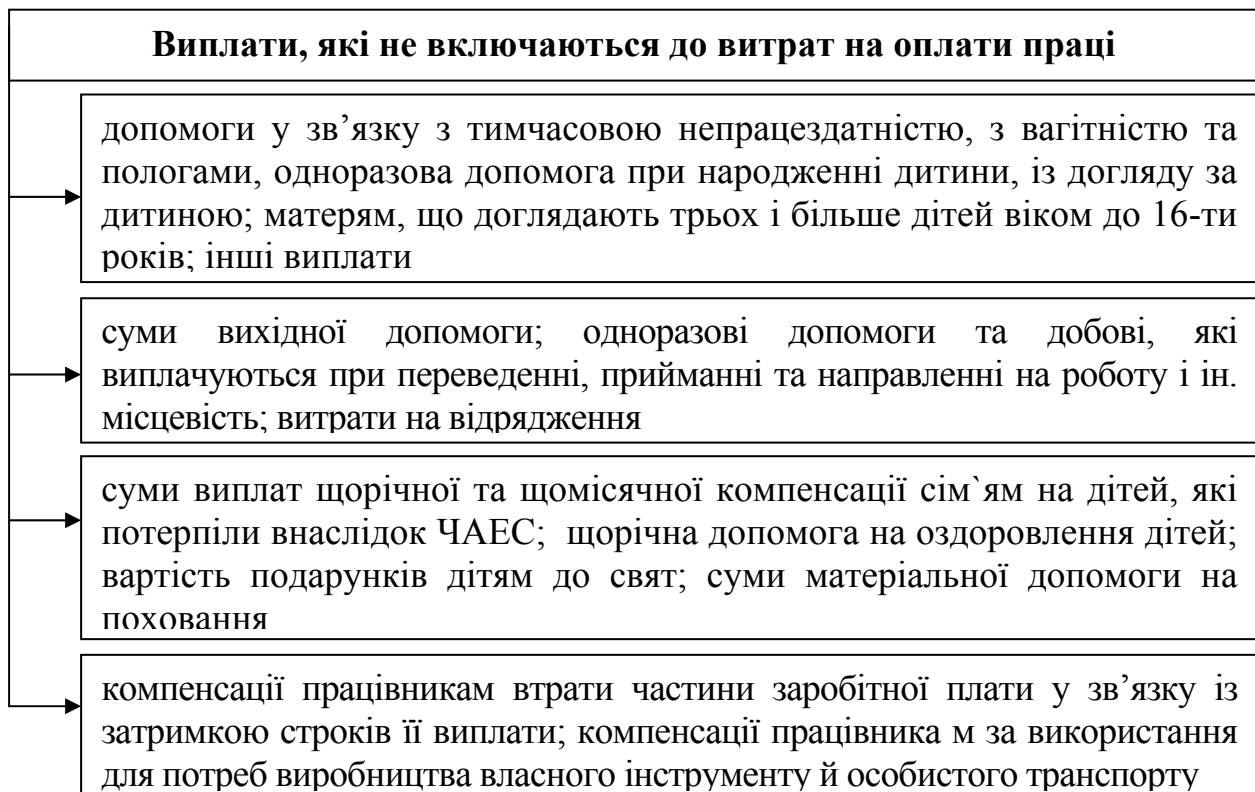 Виплати, які не включаються до витрат на оплати праці
допомоги у зв’язку з тимчасовою непрацездатністю, з вагітністю та
пологами, одноразова допомога при народженні дитини, із догляду за
дитиною; матерям, що доглядають трьох і більше дітей віком до 16-ти
років; інші виплати
суми вихідної допомоги; одноразові допомоги та добові, які
виплачуються при переведенні, прийманні та направленні на роботу і ін.
місцевість; витрати на відрядження
суми виплат щорічної та щомісячної компенсації сім`ям на дітей, які
потерпіли внаслідок ЧАЕС; щорічна допомога на оздоровлення дітей;
вартість подарунків дітям до свят; суми матеріальної допомоги на
поховання
компенсації працівникам втрати частини заробітної плати у зв’язку із
затримкою строків її виплати; компенсації працівника м за використання
для потреб виробництва власного інструменту й особистого транспорту